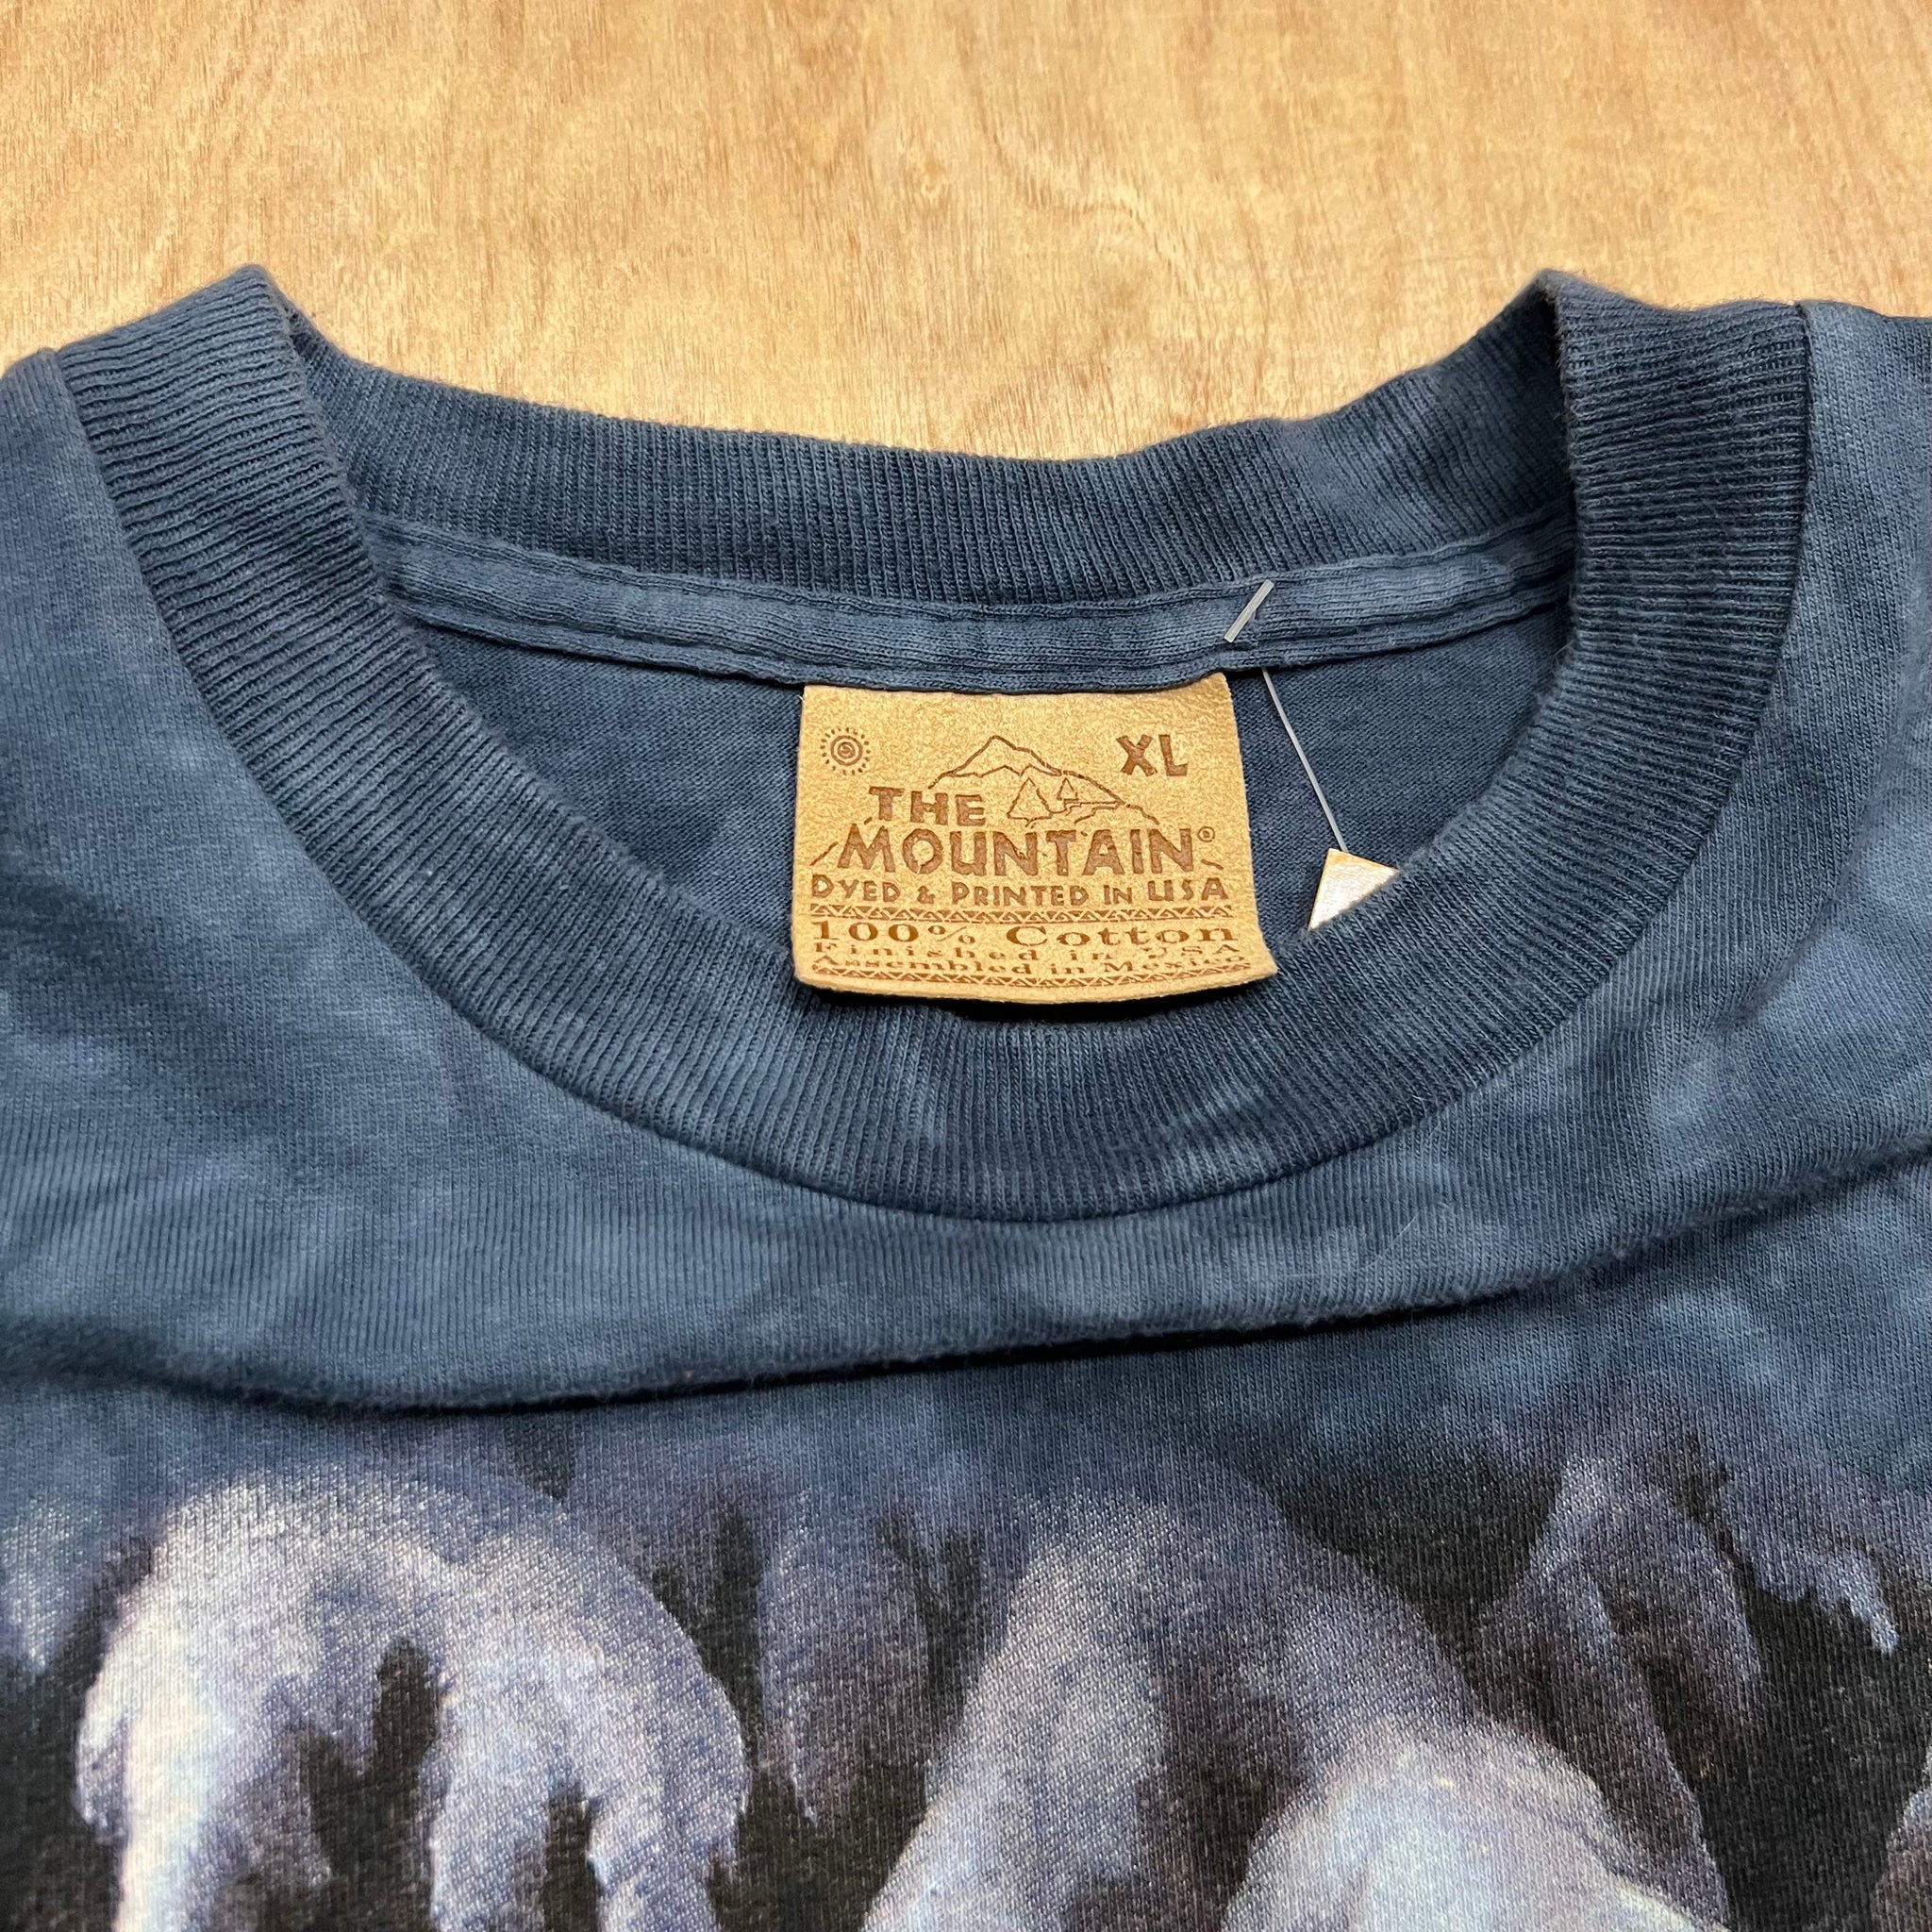 XL
THE
MOUNTAIN®
DYED & PRINTED IN USA
100% Cotton
Finished in USA
Assembled in Mexico